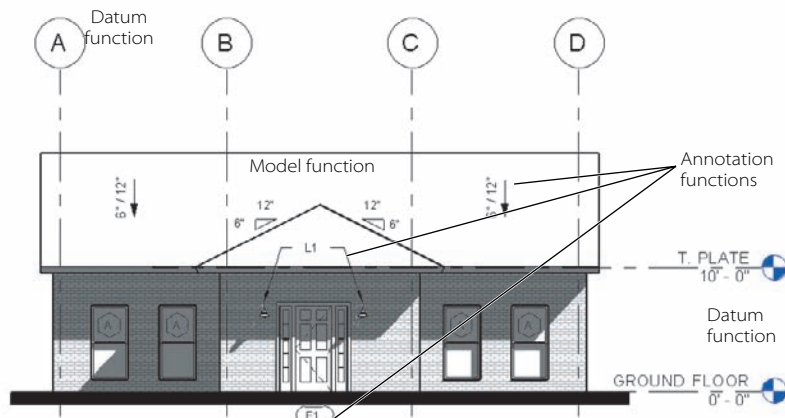 A
Datum
function
B
C
D
Model function
Annotation
functions
6" / 12"
12"
6"
12"
6"
6" / 12"
L1
T. PLATE
10' - 0"
A
A
A
A
Datum
function
GROUND FLOOR
0' - 0"
F1